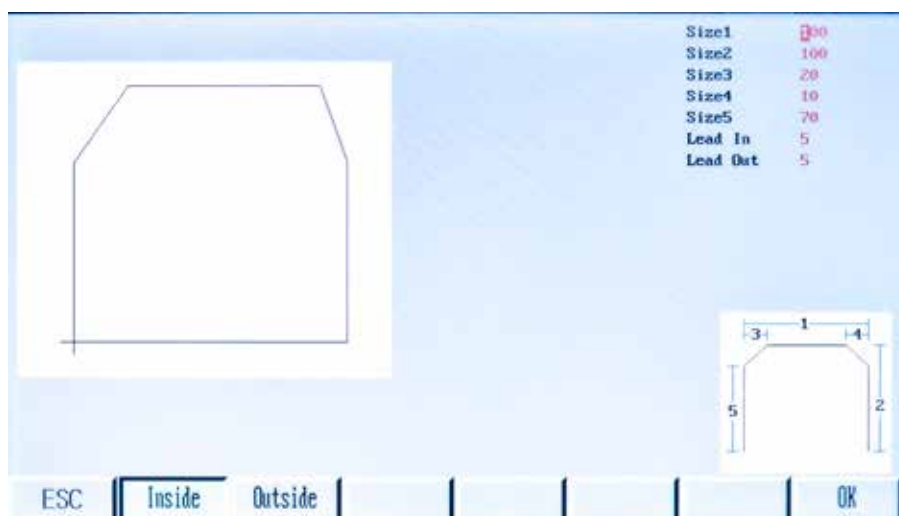 Size1 100
Size2 100
Size3 20
Size4 10
Size5 70
Lead In 5
Lead Out 5
1
3 4
5 2
ESC Inside Outside OK